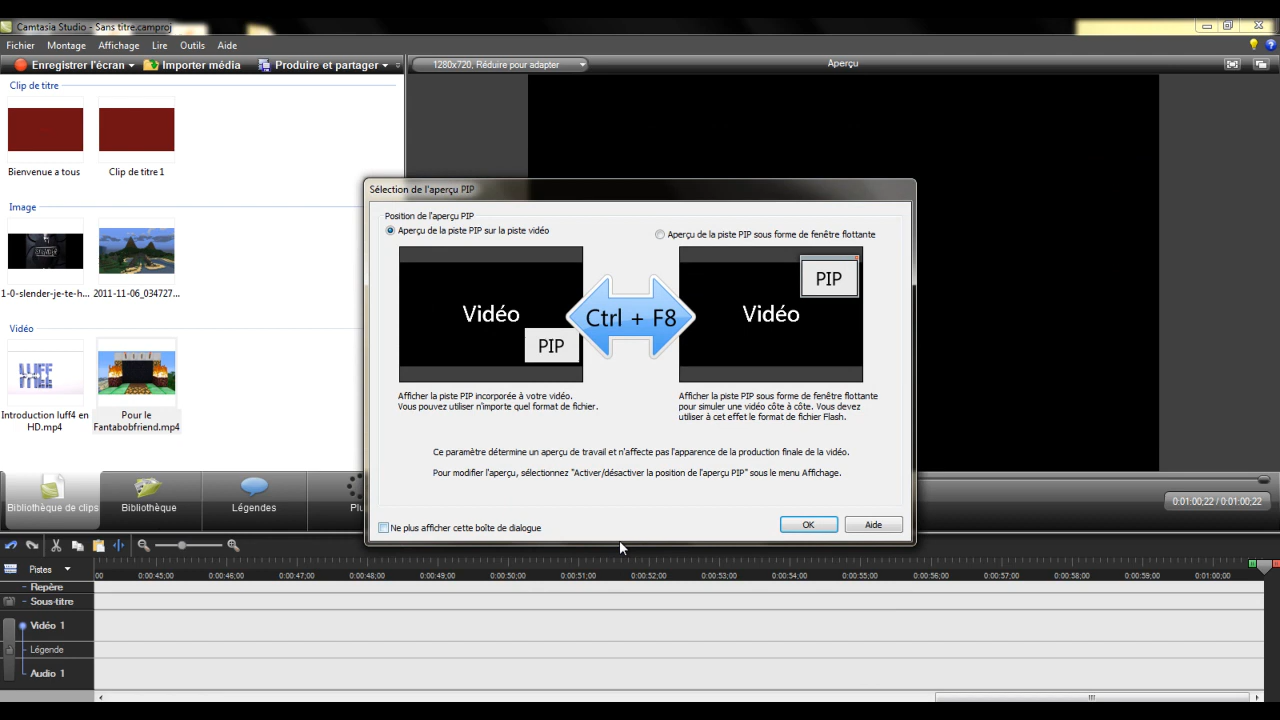 Camtasia Studio - Sans titre.camproj
Fichier Montage Affichage Lire Outils Aide
Enregistrer l'écran Importer média Produire et partager
1280x720, Réduire pour adapter
Aperçu
Clip de titre
Bienvenue a tous
Clip de titre 1
Image
1-0-slender-je-te-h...
2011-11-06_034727...
Vidéo
Introduction luff4 en HD.mp4
Pour le
Fantabobfriend.mp4
Sélection de l'aperçu PIP
Position de l'aperçu PIP
Aperçu de la piste PIP sur la piste vidéo
Aperçu de la piste PIP sous forme de fenêtre flottante
Vidéo
PIP
Ctrl + F8
Vidéo
PIP
Afficher la piste PIP incorporée à votre vidéo.
Vous pouvez utiliser n'importe quel format de fichier.
Afficher la piste PIP sous forme de fenêtre flottante
pour simuler une vidéo côte à côte. Vous devez
utiliser à cet effet le format de fichier Flash.
Ce paramètre détermine un aperçu de travail et n'affecte pas l'apparence de la production finale de la vidéo.
Pour modifier l'aperçu, sélectionnez "Activer/désactiver la position de l'aperçu PIP" sous le menu Affichage.
Ne plus afficher cette boîte de dialogue
OK
Aide
Bibliothèque de clips
Bibliothèque
Légendes
0:01:00;22 / 0:01:00;22
Pistes
00 0:00:45;00 0:00:46;00 0:00:47;00 0:00:48;00 0:00:49;00 0:00:50;00 0:00:51;00 0:00:52;00 0:00:53;00 0:00:54;00 0:00:55;00 0:00:56;00 0:00:57;00 0:00:58;00 0:00:59;00 0:01:00;00
Repère
Sous-titre
Vidéo 1
Légende
Audio 1